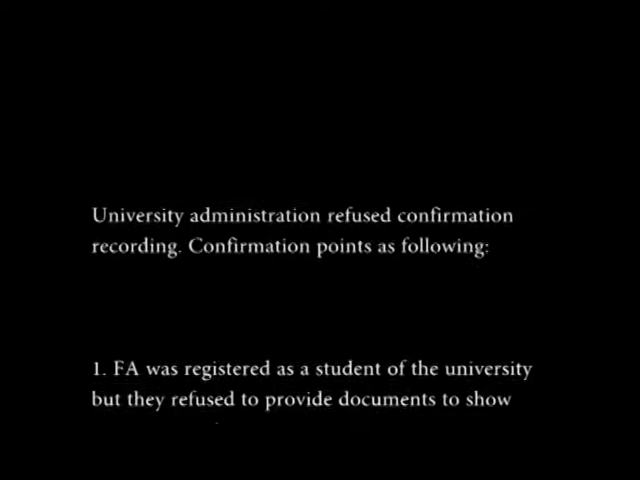 University administration refused confirmation
recording. Confirmation points as following:
1. FA was registered as a student of the university
but they refused to provide documents to show